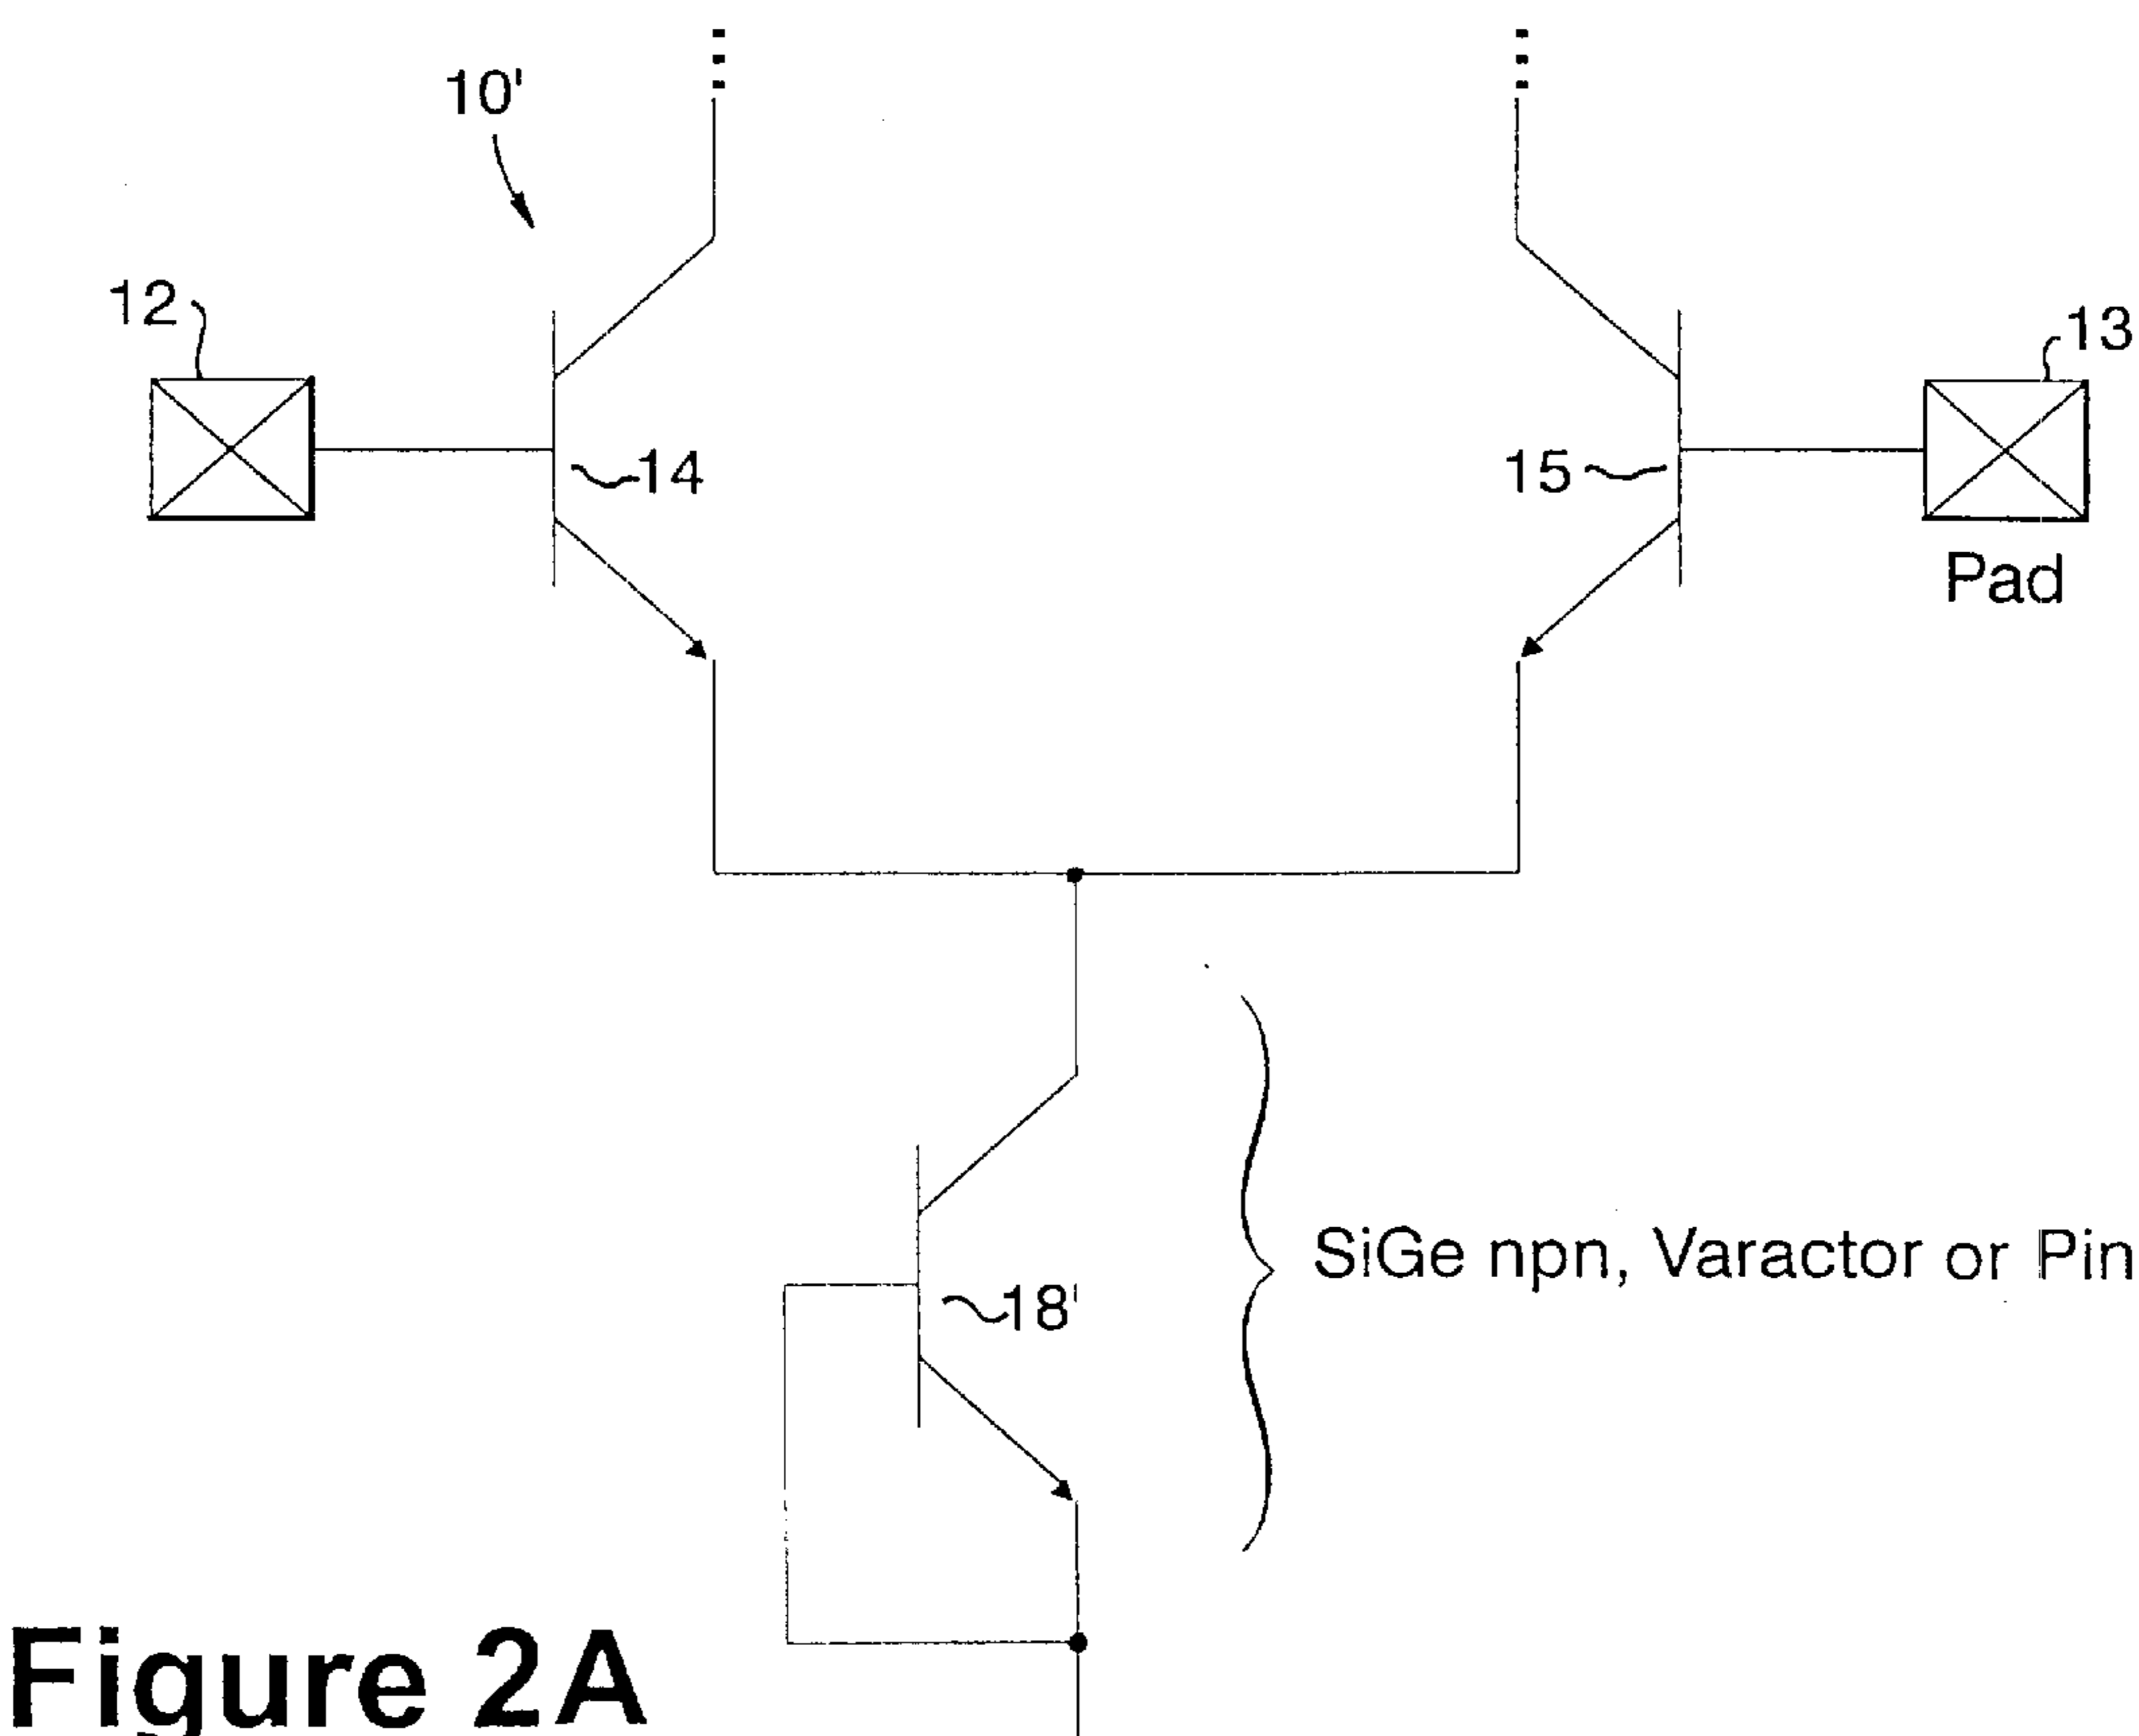 10'
12
13
14
15
Pad
SiGe npn, Varactor or Pin
18'
Figure 2A